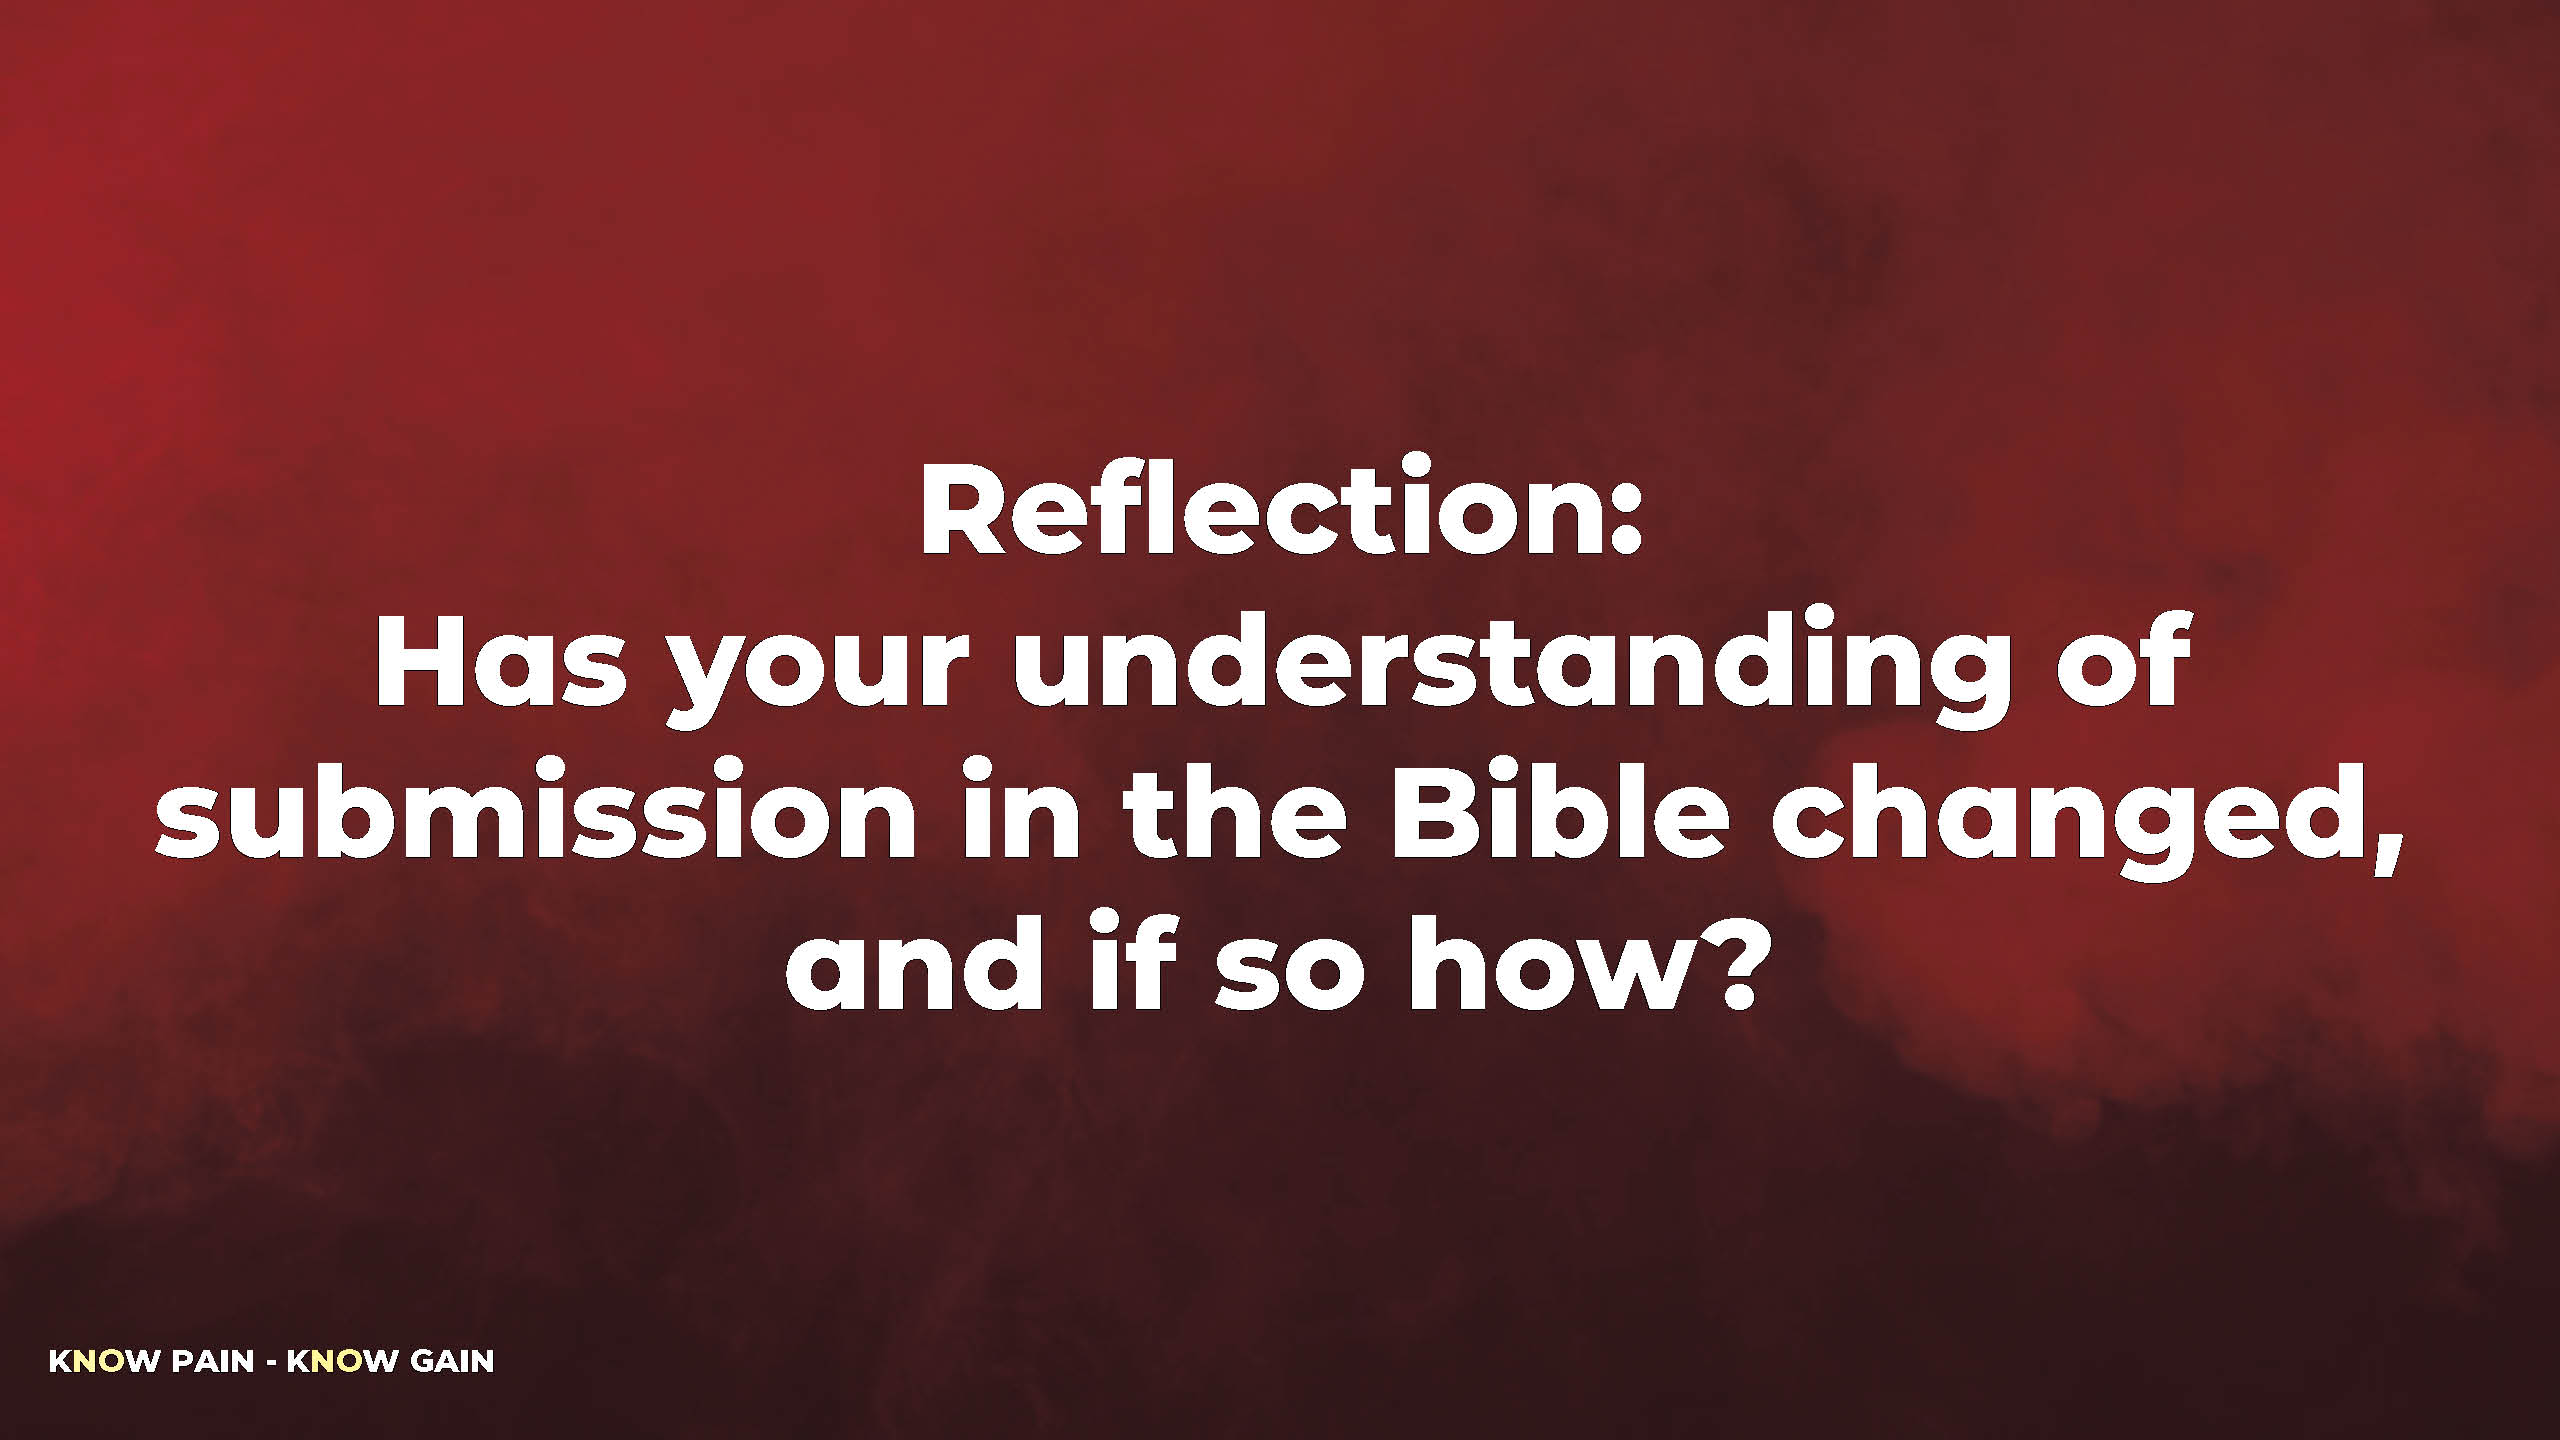 Reflection:
Has your understanding of
submission in the Bible changed,
and if so how?
KNOW PAIN - KNOW GAIN